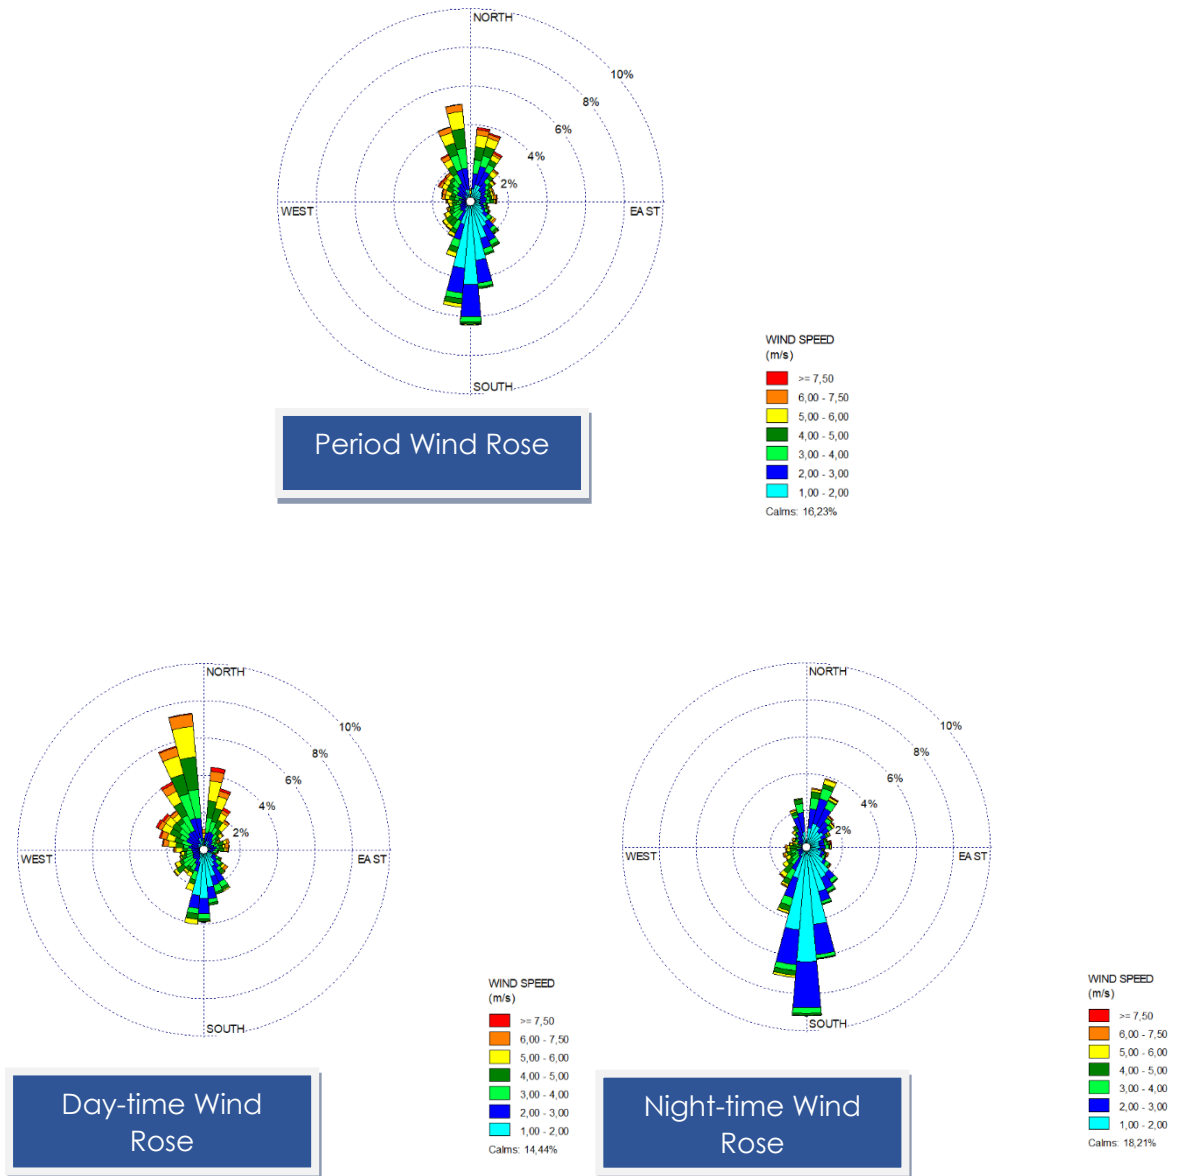 NORTH
10%
8%
6%
4%
2%
WEST
EAST
SOUTH
Period Wind Rose
WIND SPEED
(m/s)
>= 7,50
6,00 - 7,50
5,00 - 6,00
4,00 - 5,00
3,00 - 4,00
2,00 - 3,00
1,00 - 2,00
Calms: 16,23%
NORTH
10%
8%
6%
4%
2%
WEST
EAST
SOUTH
WIND SPEED
(m/s)
>= 7,50
6,00 - 7,50
5,00 - 6,00
4,00 - 5,00
3,00 - 4,00
2,00 - 3,00
1,00 - 2,00
Calms: 14,44%
Day-time Wind
Rose
NORTH
10%
8%
6%
4%
2%
WEST
EAST
SOUTH
WIND SPEED
(m/s)
>= 7,50
6,00 - 7,50
5,00 - 6,00
4,00 - 5,00
3,00 - 4,00
2,00 - 3,00
1,00 - 2,00
Calms: 18,21%
Night-time Wind
Rose